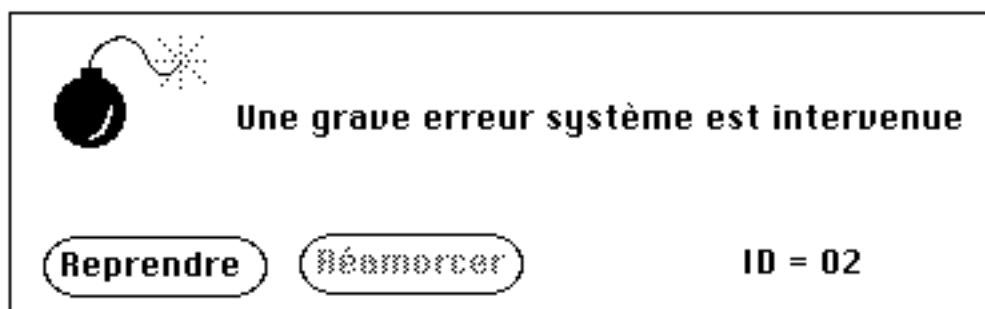 Une grave erreur système est intervenue
Reprendre Réamorcer ID = 02